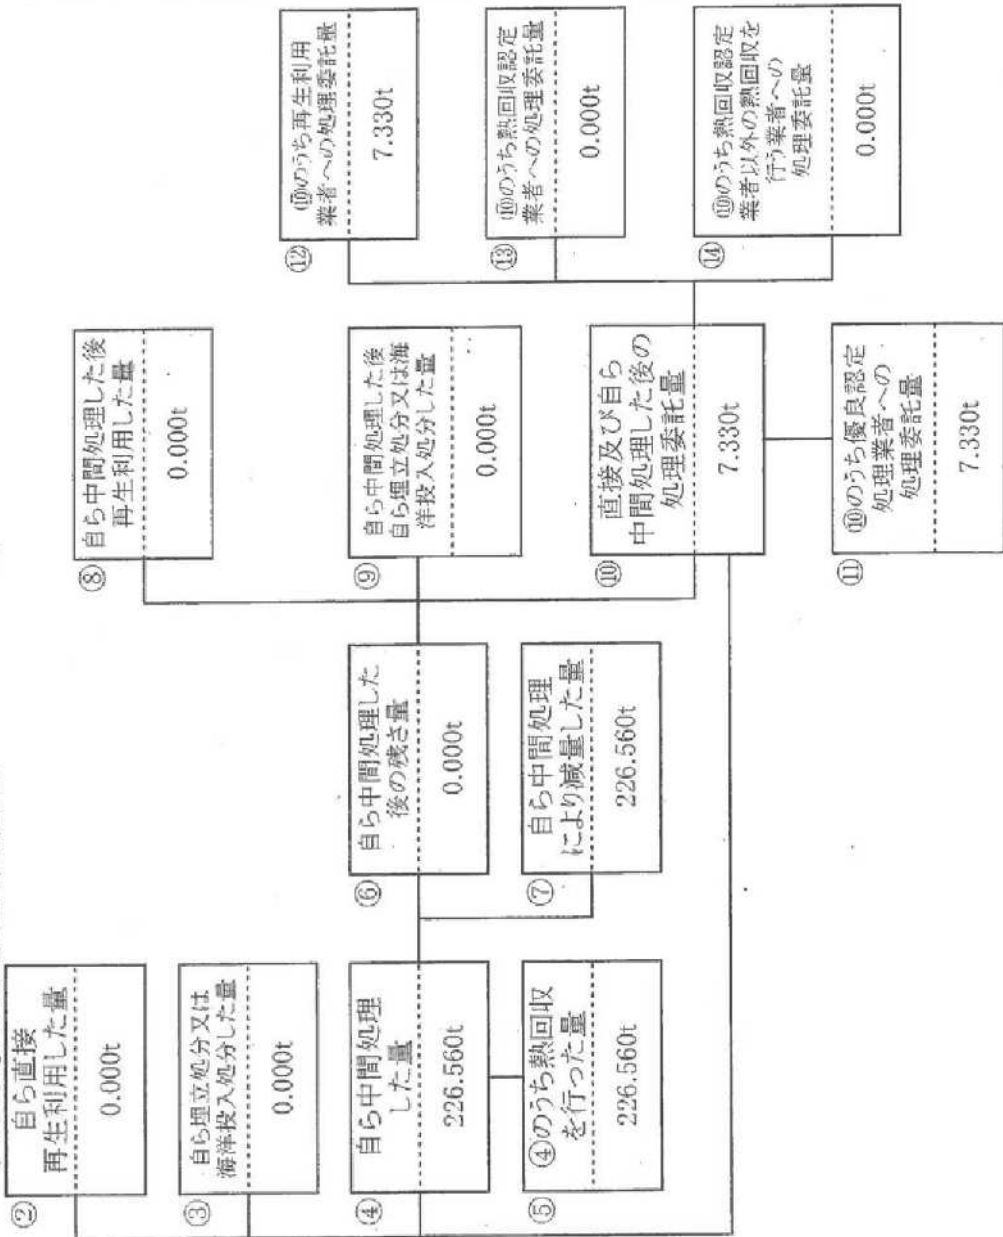 ②
自ら直接
再生利用した量
0.000t
③
自ら埋立処分又は
海洋投入処分した量
0.000t
④
自ら中間処理
した量
226.560t
⑤
④のうち熱回収
を行った量
226.560t
⑥
自ら中間処理した
後の残さ量
0.000t
⑦
自ら中間処理
により減量した量
226.560t
⑧
自ら中間処理した後
再生利用した量
0.000t
⑨
自ら中間処理した後
自ら埋立処分又は海
洋投入処分した量
0.000t
⑩
直接及び自ら
中間処理した後の
処理委託量
7.330t
⑪
⑩のうち優良認定
処理業者への
処理委託量
7.330t
⑫
⑩のうち再生利用
業者への処理委託量
7.330t
⑬
⑩のうち熱回収認定
業者への処理委託量
0.000t
⑭
⑩のうち熱回収認定
業者以外の熱回収を
行う業者への
処理委託量
0.000t